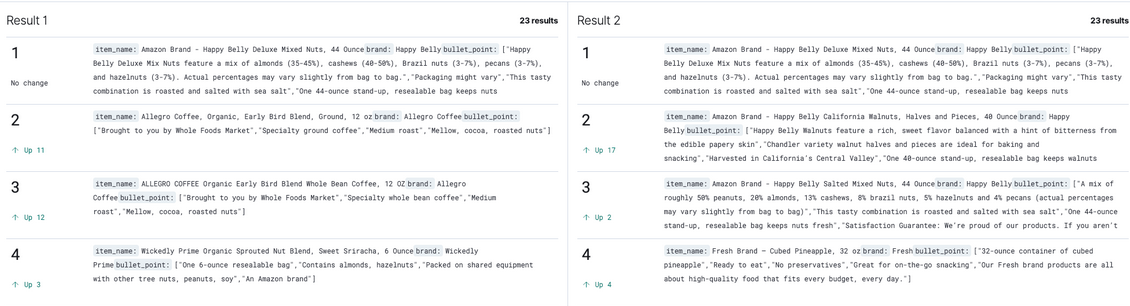 Result 1
23 results
1
No change
item_name: Amazon Brand - Happy Belly Deluxe Mixed Nuts, 44 Ounce brand: Happy Belly bullet_point: ["Happy
Belly Deluxe Mix Nuts feature a mix of almonds (35-45%), cashews (40-50%), Brazil nuts (3-7%), pecans (3-7%),
and hazelnuts (3-7%). Actual percentages may vary slightly from bag to bag.","Packaging might vary","This tasty
combination is roasted and salted with sea salt","One 44-ounce stand-up, resealable bag keeps nuts
2
↑ Up 11
item_name: Allegro Coffee, Organic, Early Bird Blend, Ground, 12 oz brand: Allegro Coffee bullet_point:
["Brought to you by Whole Foods Market","Specialty ground coffee","Medium roast","Mellow, cocoa, roasted nuts"]
3
↑ Up 12
item_name: ALLEGRO COFFEE Organic Early Bird Blend Whole Bean Coffee, 12 OZ brand: Allegro
Coffee bullet_point: ["Brought to you by Whole Foods Market","Specialty whole bean coffee","Medium
roast","Mellow, cocoa, roasted nuts"]
4
↑ Up 3
item_name: Wickedly Prime Organic Sprouted Nut Blend, Sweet Sriracha, 6 Ounce brand: Wickedly
Prime bullet_point: ["One 6-ounce resealable bag","Contains almonds, hazelnuts","Packed on shared equipment
with other tree nuts, peanuts, soy","An Amazon brand"]
Result 2
23 results
1
No change
item_name: Amazon Brand - Happy Belly Deluxe Mixed Nuts, 44 Ounce brand: Happy Belly bullet_point: ["Happy
Belly Deluxe Mix Nuts feature a mix of almonds (35-45%), cashews (40-50%), Brazil nuts (3-7%), pecans (3-7%),
and hazelnuts (3-7%). Actual percentages may vary slightly from bag to bag.","Packaging might vary","This tasty
combination is roasted and salted with sea salt","One 44-ounce stand-up, resealable bag keeps nuts
2
↑ Up 17
item_name: Amazon Brand - Happy Belly California Walnuts, Halves and Pieces, 40 Ounce brand: Happy
Belly bullet_point: ["Happy Belly Walnuts feature a rich, sweet flavor balanced with a hint of bitterness from
the edible papery skin","Chandler variety walnut halves and pieces are ideal for baking and
snacking","Harvested in California's Central Valley","One 40-ounce stand-up, resealable bag keeps walnuts
3
↑ Up 2
item_name: Amazon Brand - Happy Belly Salted Mixed Nuts, 44 Ounce brand: Happy Belly bullet_point: ["A mix of
roughly 50% peanuts, 20% almonds, 13% cashews, 8% brazil nuts, 5% hazelnuts and 4% pecans (actual percentages
may vary slightly from bag to bag)","This tasty combination is roasted and salted with sea salt","One 44-ounce
stand-up, resealable bag keeps nuts fresh","Satisfaction Guarantee: We're proud of our products. If you aren't
4
↑ Up 4
item_name: Fresh Brand – Cubed Pineapple, 32 oz brand: Fresh bullet_point: ["32-ounce container of cubed
pineapple","Ready to eat","No preservatives","Great for on-the-go snacking","Our Fresh brand products are all
about high-quality food that fits every budget, every day."]